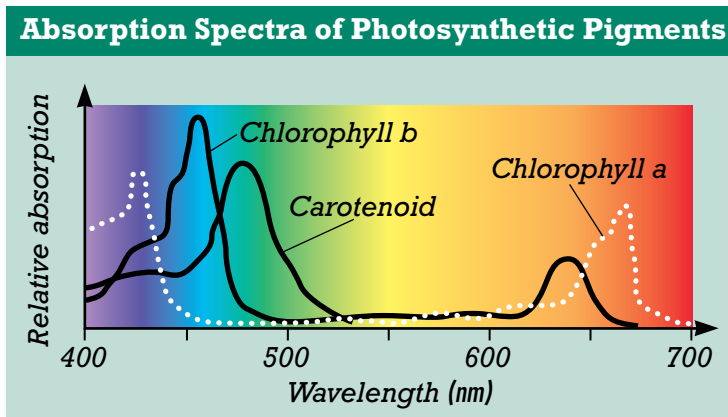 Absorption Spectra of Photosynthetic Pigments
Relative absorption
Chlorophyll b
Carotenoid
Chlorophyll a
400 500 600 700
Wavelength (nm)